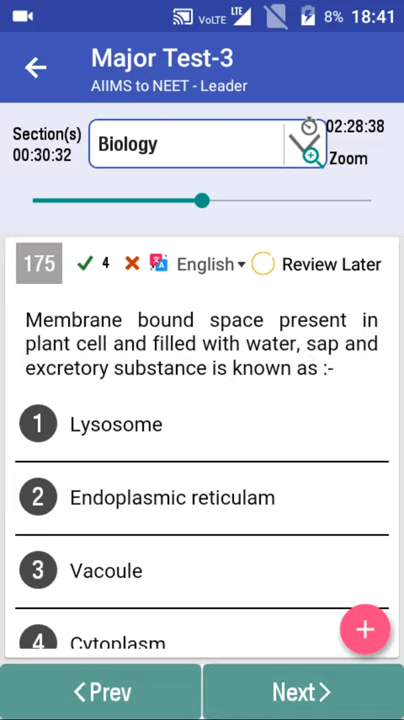 VoLTE LTE 8% 18:41
Major Test-3
AIIMS to NEET - Leader
Section(s)
00:30:32
Biology
02:28:38
Zoom
175 4 English Review Later
Membrane bound space present in
plant cell and filled with water, sap and
excretory substance is known as :-
1 Lysosome
2 Endoplasmic reticulam
3 Vacoule
4 Cytoplasm
+
<Prev Next>